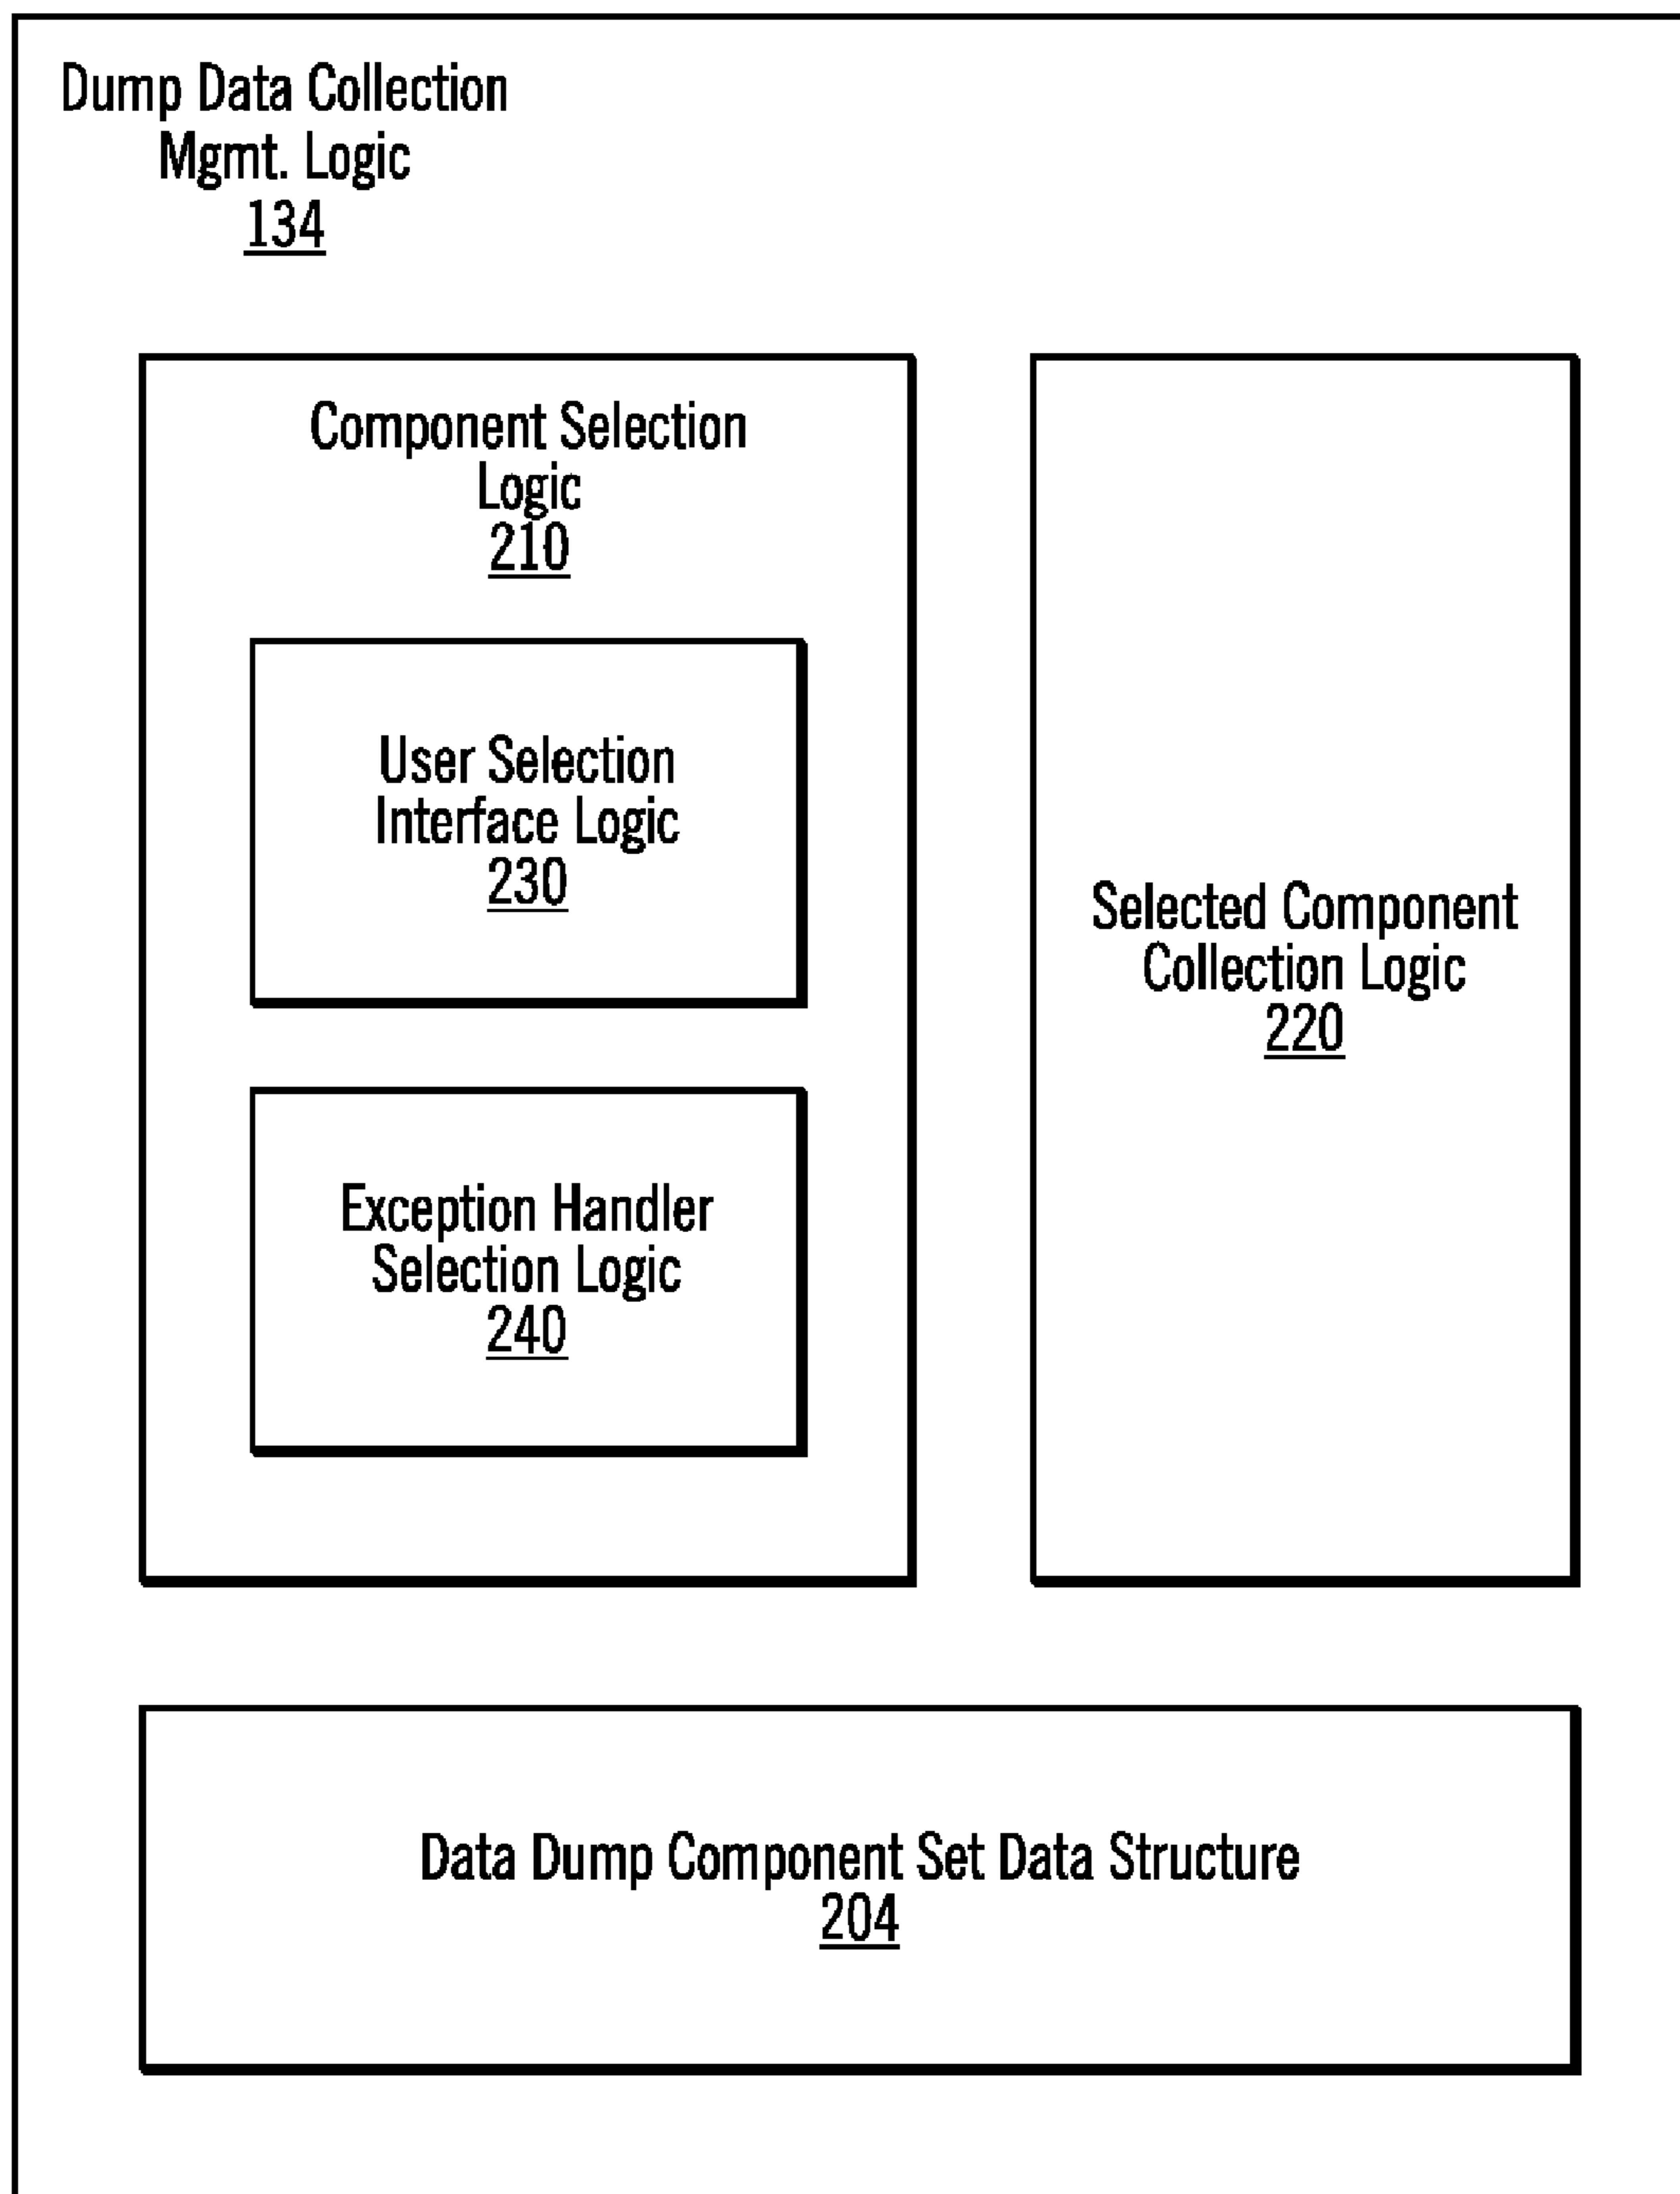 Dump Data Collection
Mgmt. Logic
134
Component Selection
Logic
210
User Selection
Interface Logic
230
Exception Handler
Selection Logic
240
Selected Component
Collection Logic
220
Data Dump Component Set Data Structure
204